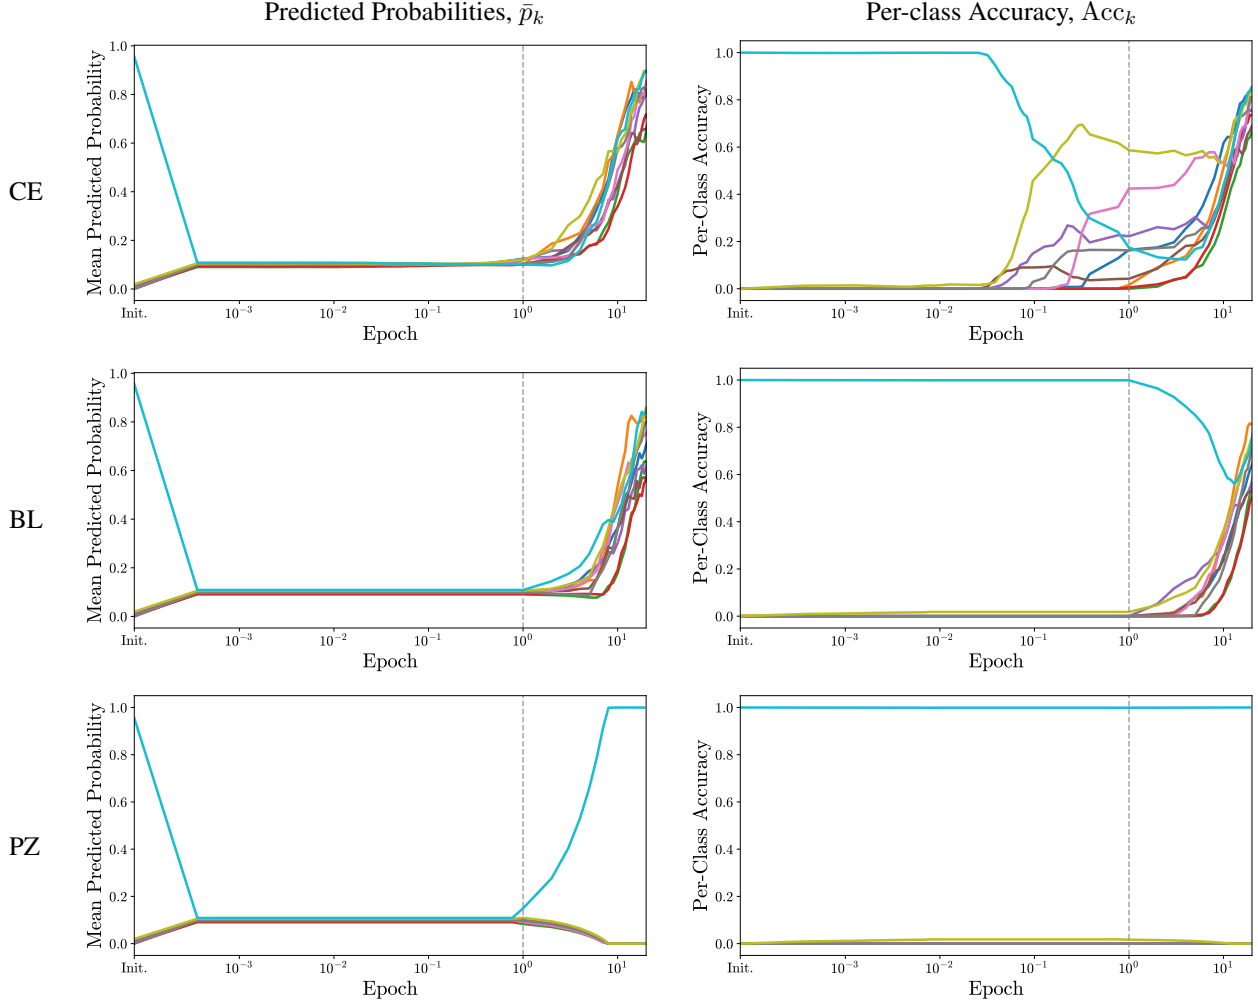 Predicted Probabilities, p̄ₖ
Per-class Accuracy, Accₖ
CE
Mean Predicted Probability
1.0
0.8
0.6
0.4
0.2
0.0
Init.
10⁻³
10⁻²
10⁻¹
10⁰
10¹
Epoch
Per-Class Accuracy
1.0
0.8
0.6
0.4
0.2
0.0
Init.
10⁻³
10⁻²
10⁻¹
10⁰
10¹
Epoch
BL
Mean Predicted Probability
1.0
0.8
0.6
0.4
0.2
0.0
Init.
10⁻³
10⁻²
10⁻¹
10⁰
10¹
Epoch
Per-Class Accuracy
1.0
0.8
0.6
0.4
0.2
0.0
Init.
10⁻³
10⁻²
10⁻¹
10⁰
10¹
Epoch
PZ
Mean Predicted Probability
1.0
0.8
0.6
0.4
0.2
0.0
Init.
10⁻³
10⁻²
10⁻¹
10⁰
10¹
Epoch
Per-Class Accuracy
1.0
0.8
0.6
0.4
0.2
0.0
Init.
10⁻³
10⁻²
10⁻¹
10⁰
10¹
Epoch